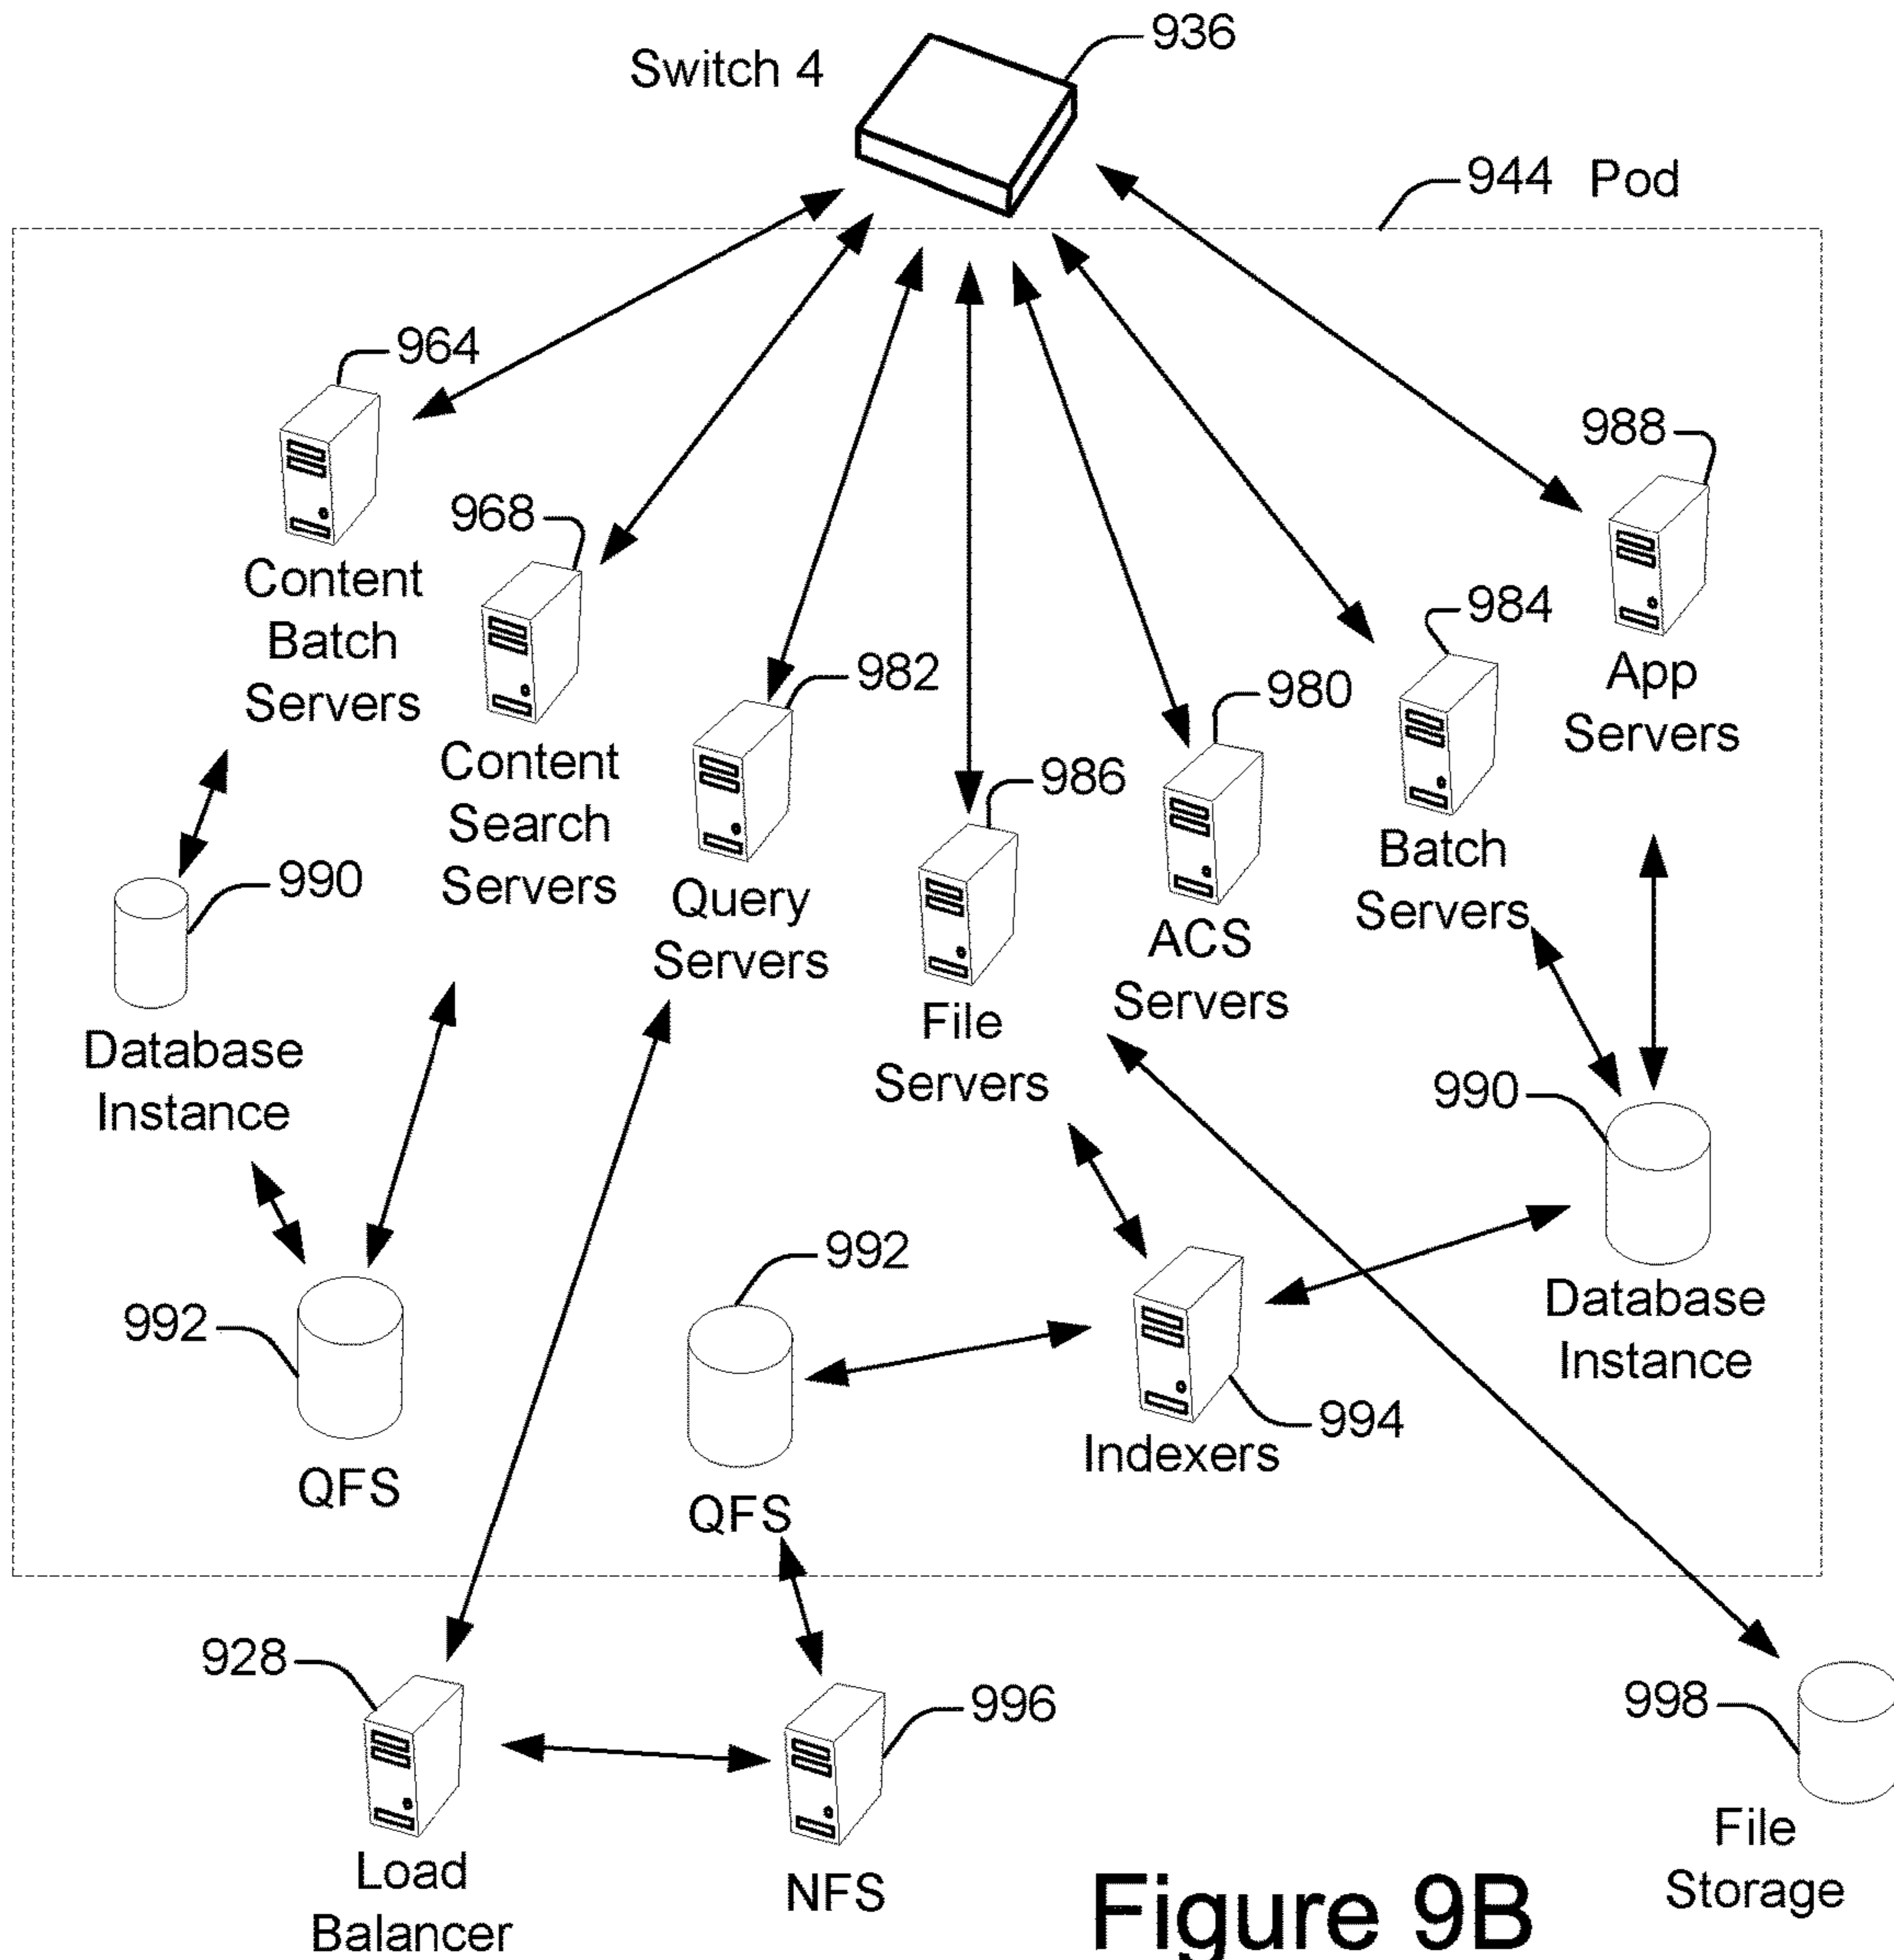 936
Switch 4
944 Pod
964
988
968
Content
Batch
Servers
984
982
980
App
Servers
Content
Search
Servers
986
Batch
Servers
990
Query
Servers
ACS
Servers
File
Servers
Database
Instance
990
992
992
Database
Instance
994
Indexers
QFS
QFS
928
996
998
Load
Balancer
NFS
File
Storage
Figure 9B